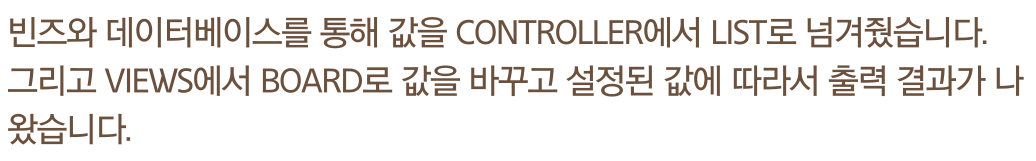 빈즈와 데이터베이스를 통해 값을 CONTROLLER에서 LIST로 넘겨줬습니다.
그리고 VIEWS에서 BOARD로 값을 바꾸고 설정된 값에 따라서 출력 결과가 나
왔습니다.